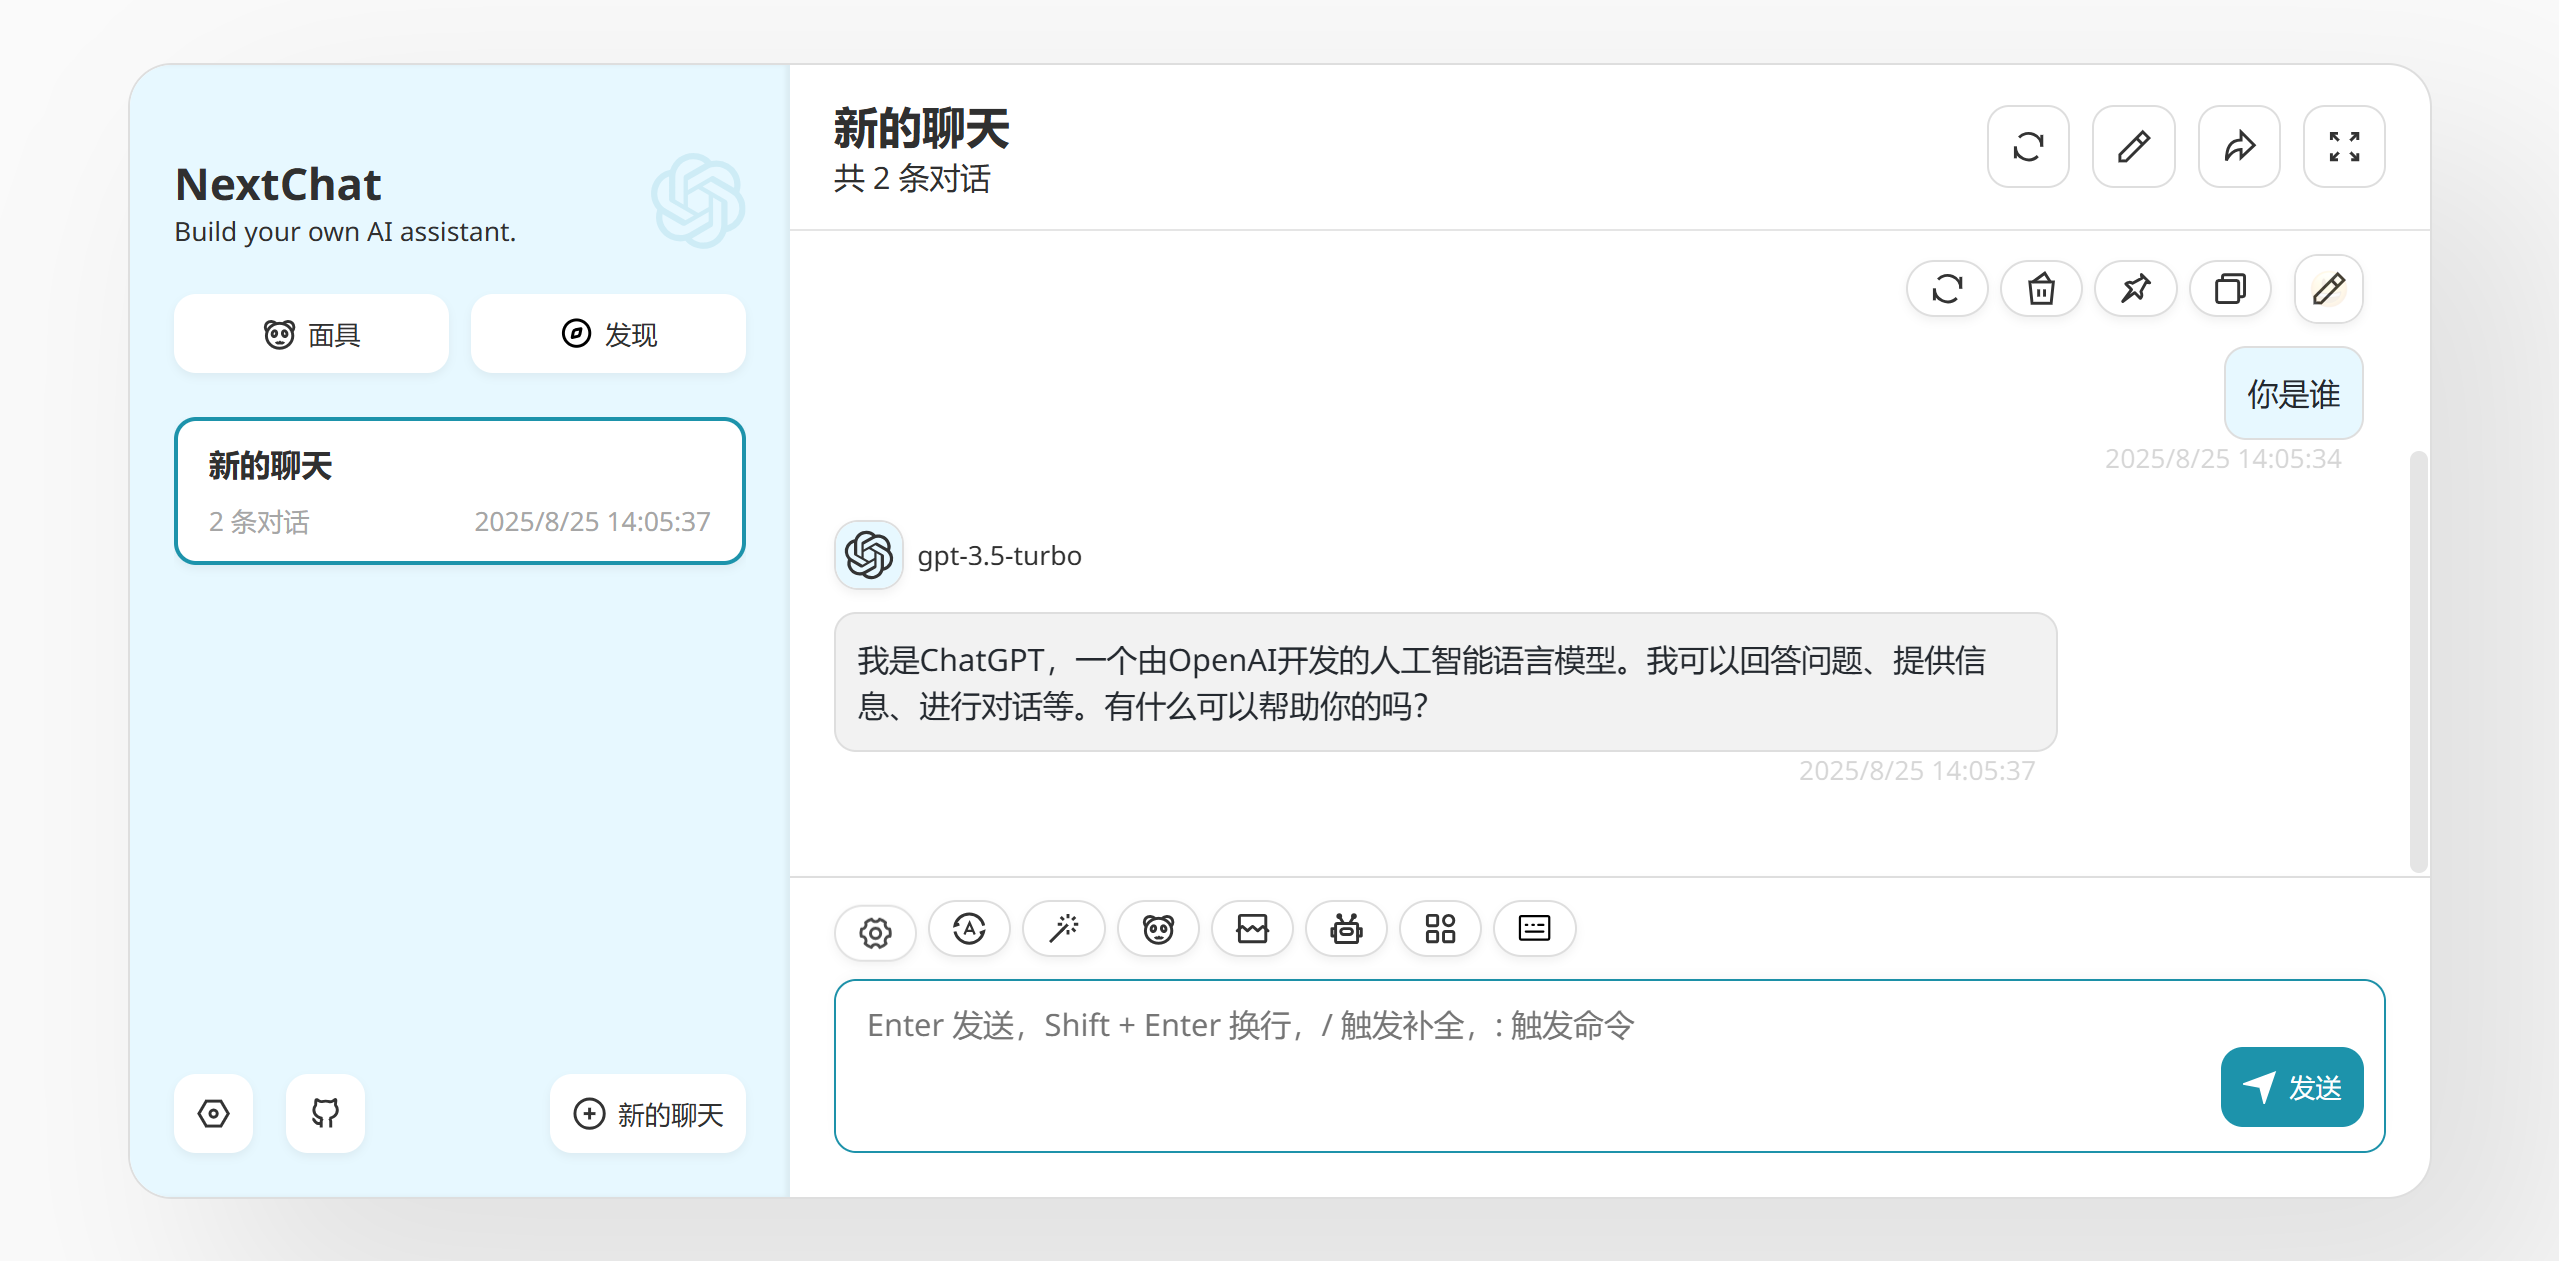 NextChat
Build your own AI assistant.
面具
发现
新的聊天
2 条对话
2025/8/25 14:05:37
新的聊天
新的聊天
共 2 条对话
你是谁
2025/8/25 14:05:34
gpt-3.5-turbo
我是ChatGPT，一个由OpenAI开发的人工智能语言模型。我可以回答问题、提供信
息、进行对话等。有什么可以帮助你的吗？
2025/8/25 14:05:37
Enter 发送，Shift + Enter 换行，/ 触发补全，: 触发命令
发送